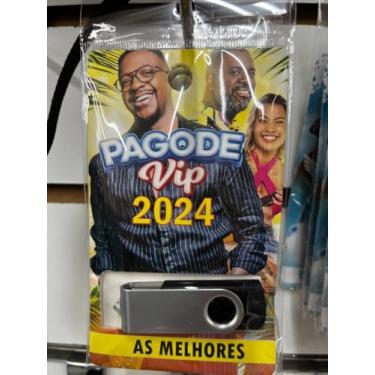 PAGODE
Vip
2024
AS MELHORES